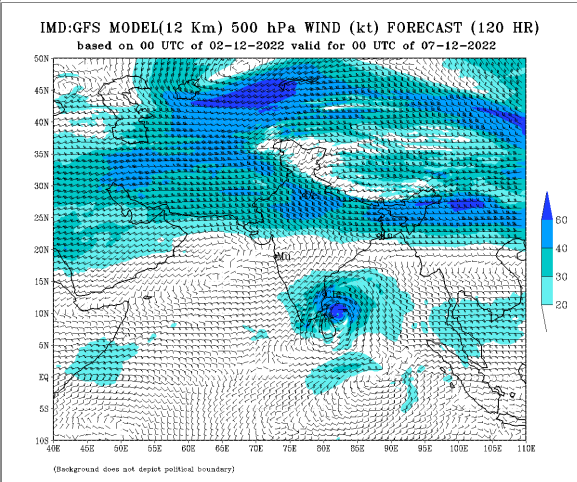 IMD:GFS MODEL(12 Km) 500 hPa WIND (kt) FORECAST (120 HR)
based on 00 UTC of 02-12-2022 valid for 00 UTC of 07-12-2022
50N
45N
40N
35N
30N
25N
20N
15N
10N
5N
EQ
5S
10S
40E 45E 50E 55E 60E 65E 70E 75E 80E 85E 90E 95E 100E 105E 110E
Mu
60
40
30
20
(Background does not depict political boundary)